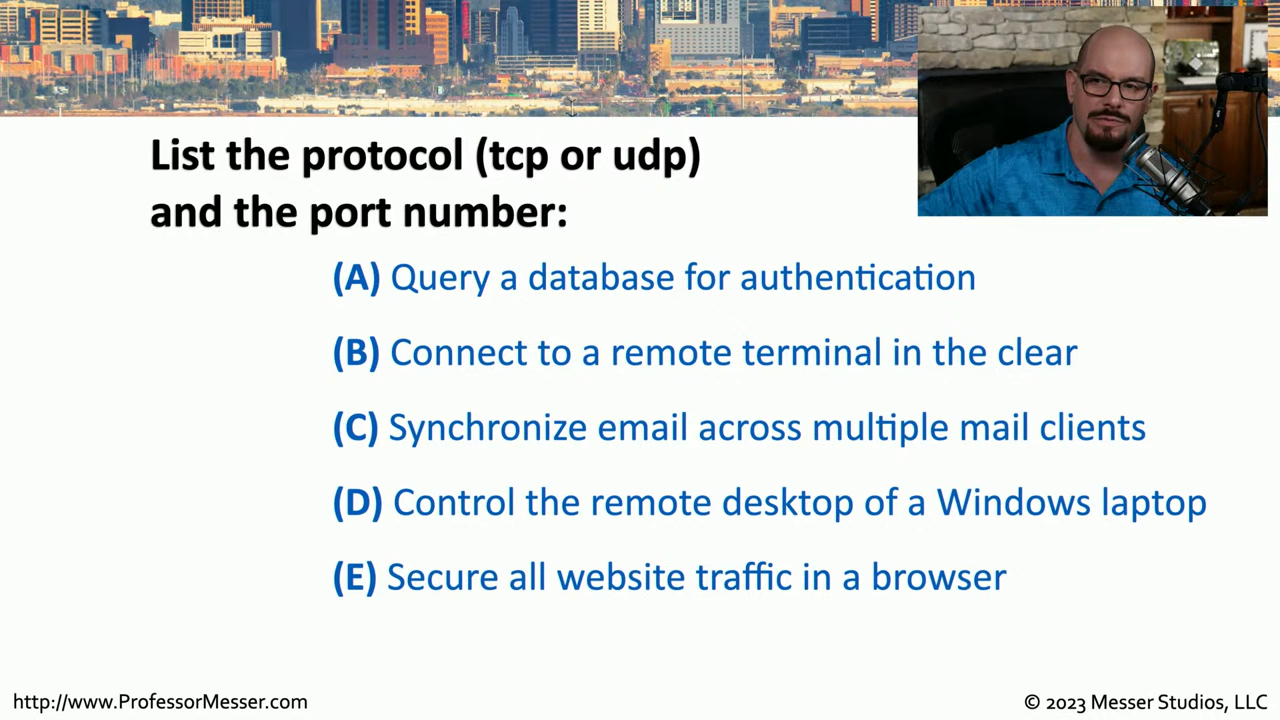 List the protocol (tcp or udp)
and the port number:
(A) Query a database for authentication
(B) Connect to a remote terminal in the clear
(C) Synchronize email across multiple mail clients
(D) Control the remote desktop of a Windows laptop
(E) Secure all website traffic in a browser
http://www.ProfessorMesser.com
© 2023 Messer Studios, LLC